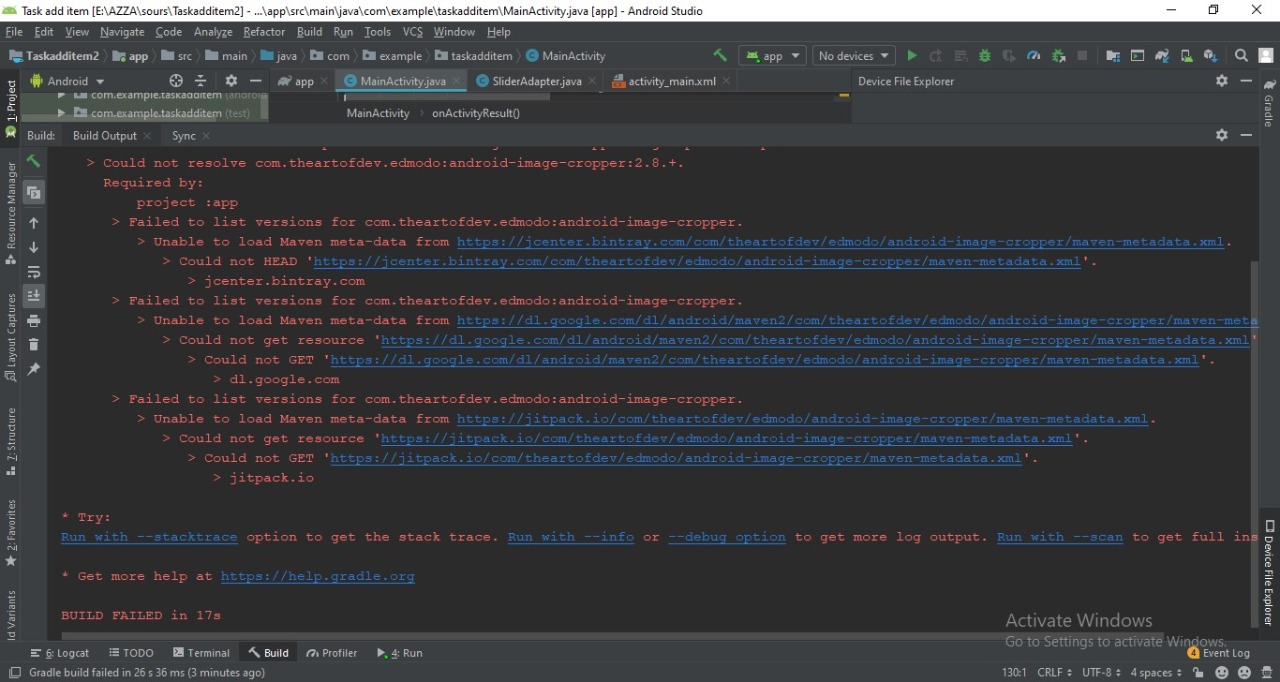 Task add item [E:\AZZA\sours\Taskadditem2] - ...\app\src\main\java\com\example\taskadditem\MainActivity.java [app] - Android Studio
File Edit View Navigate Code Analyze Refactor Build Run Tools VCS Window Help
Taskadditem2 app src main java com example taskadditem MainActivity app No devices
1: Project Android app MainActivity.java SliderAdapter.java activity_main.xml Device File Explorer Gradle
com.example.taskadditem
com.example.taskadditem (test) MainActivity onActivityResult()
Build: Build Output Sync
> Could not resolve com.theartofdev.edmodo:android-image-cropper:2.8.+.
Required by:
project :app
> Failed to list versions for com.theartofdev.edmodo:android-image-cropper.
> Unable to load Maven meta-data from https://jcenter.bintray.com/com/theartofdev/edmodo/android-image-cropper/maven-metadata.xml.
> Could not HEAD 'https://jcenter.bintray.com/com/theartofdev/edmodo/android-image-cropper/maven-metadata.xml'.
> jcenter.bintray.com
> Failed to list versions for com.theartofdev.edmodo:android-image-cropper.
> Unable to load Maven meta-data from https://dl.google.com/dl/android/maven2/com/theartofdev/edmodo/android-image-cropper/maven-meta
> Could not get resource 'https://dl.google.com/dl/android/maven2/com/theartofdev/edmodo/android-image-cropper/maven-metadata.xml'
> Could not GET 'https://dl.google.com/dl/android/maven2/com/theartofdev/edmodo/android-image-cropper/maven-metadata.xml'.
> dl.google.com
> Failed to list versions for com.theartofdev.edmodo:android-image-cropper.
> Unable to load Maven meta-data from https://jitpack.io/com/theartofdev/edmodo/android-image-cropper/maven-metadata.xml.
> Could not get resource 'https://jitpack.io/com/theartofdev/edmodo/android-image-cropper/maven-metadata.xml'.
> Could not GET 'https://jitpack.io/com/theartofdev/edmodo/android-image-cropper/maven-metadata.xml'.
> jitpack.io
* Try:
Run with --stacktrace option to get the stack trace. Run with --info or --debug option to get more log output. Run with --scan to get full ins
* Get more help at https://help.gradle.org
BUILD FAILED in 17s
Resource Manager
Layout Captures
7: Structure
2: Favorites
ld Variants
Device File Explorer
Activate Windows
Go to Settings to activate Windows.
6: Logcat TODO Terminal Build Profiler 4: Run 4 Event Log
Gradle build failed in 26 s 36 ms (3 minutes ago) 130:1 CRLF UTF-8 4 spaces